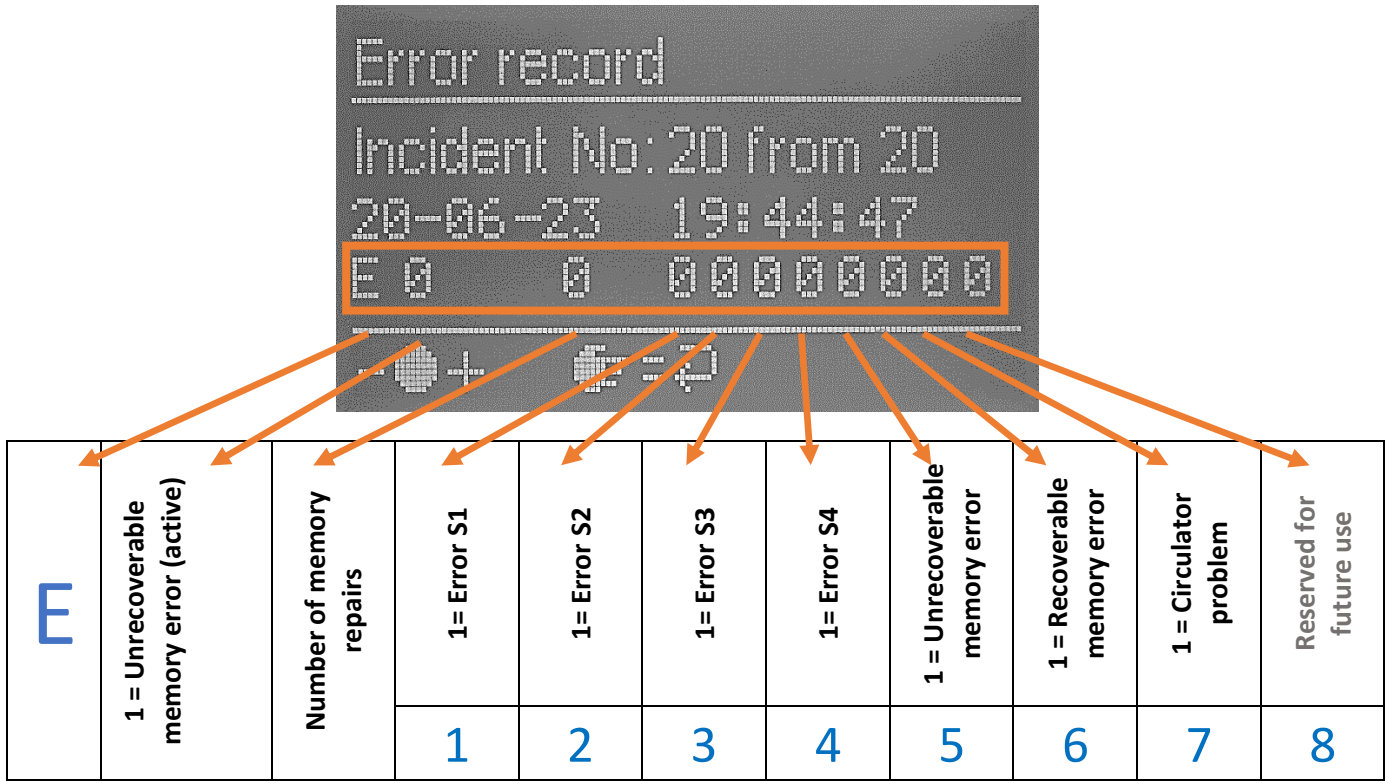 Error record
Incident No: 20 from 20
20-06-23 19:44:47
E 0 0 00000000
- + =
E
1 = Unrecoverable
memory error (active)
Number of memory
repairs
1= Error S1
1= Error S2
1= Error S3
1= Error S4
1 = Unrecoverable
memory error
1 = Recoverable
memory error
1 = Circulator
problem
Reserved for
future use
1 2 3 4 5 6 7 8